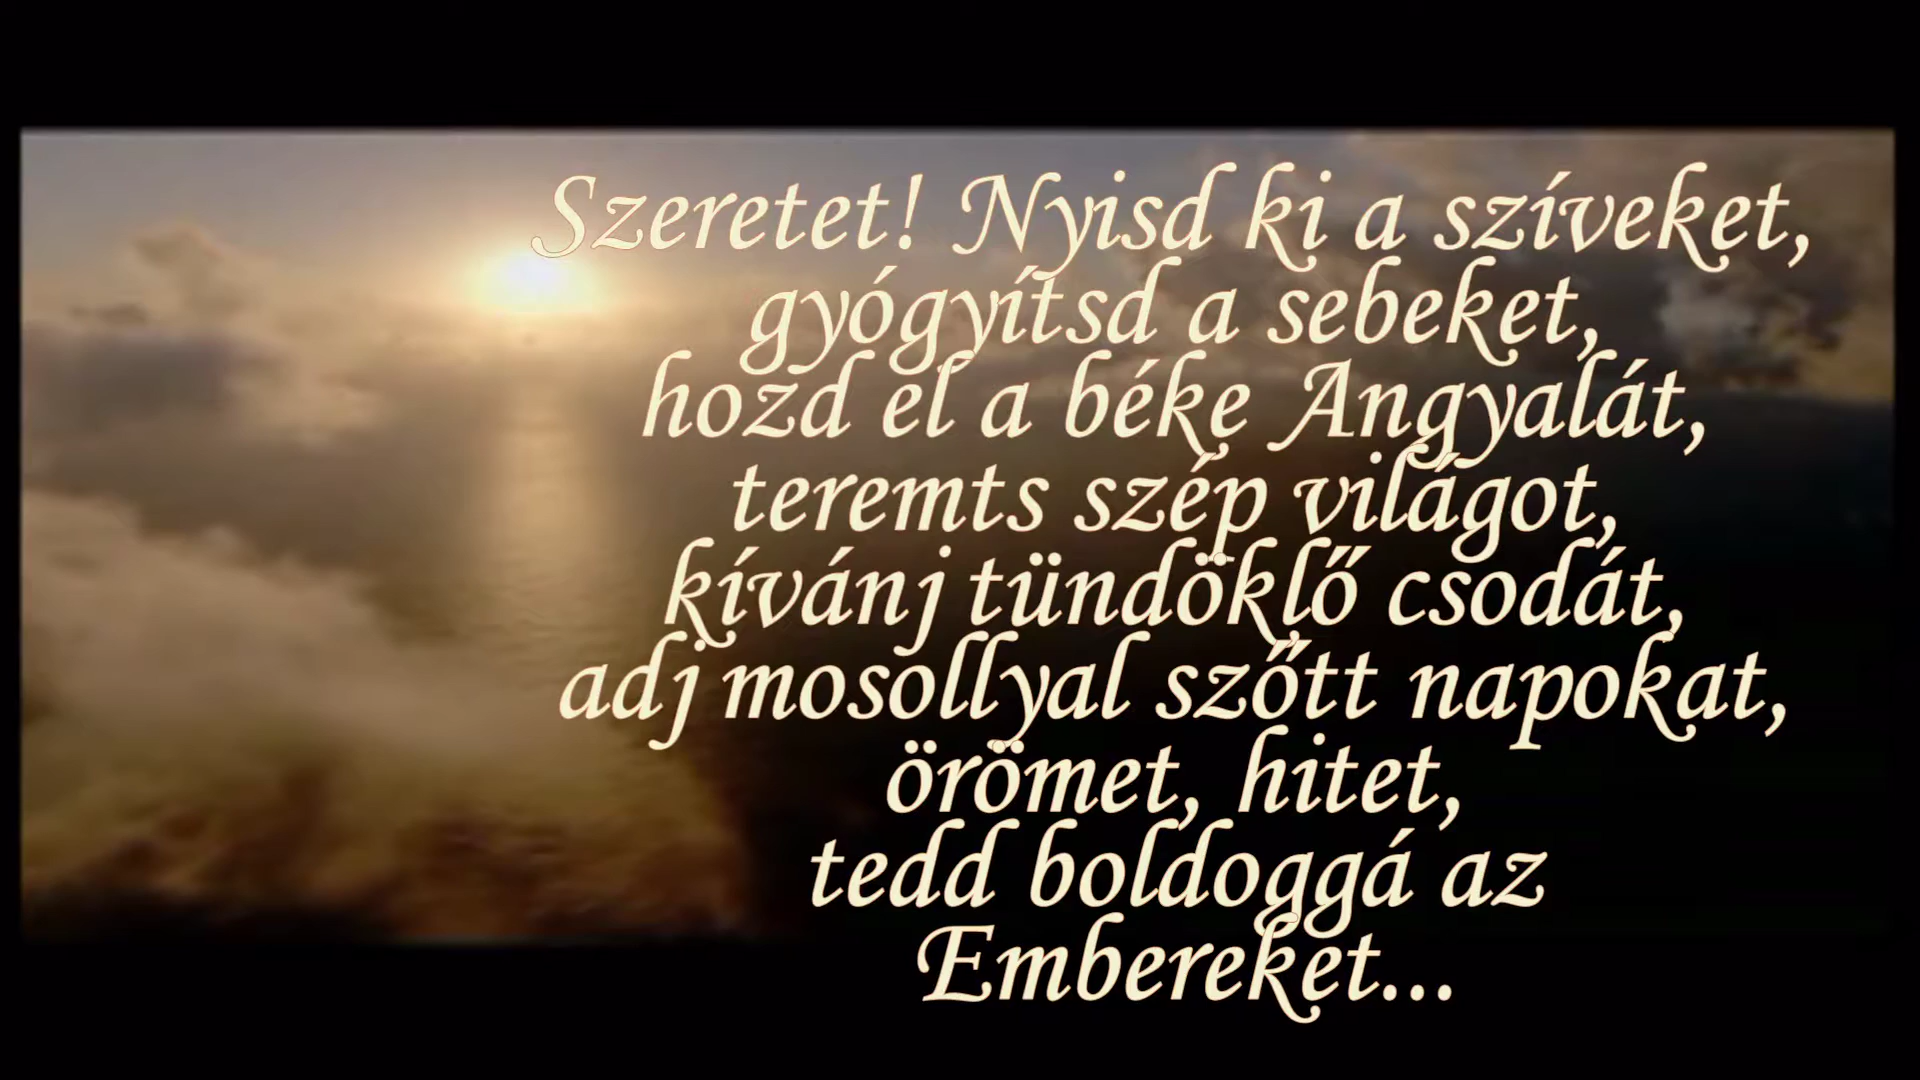 Szeretet! Nyisd ki a szíveket,
gyógyítsd a sebeket,
hozd el a béke Angyalát,
teremts szép világot,
kívánj tündöklő csodát,
adj mosollyal szőtt napokat,
örömet, hitet,
tedd boldoggá az
Embereket...